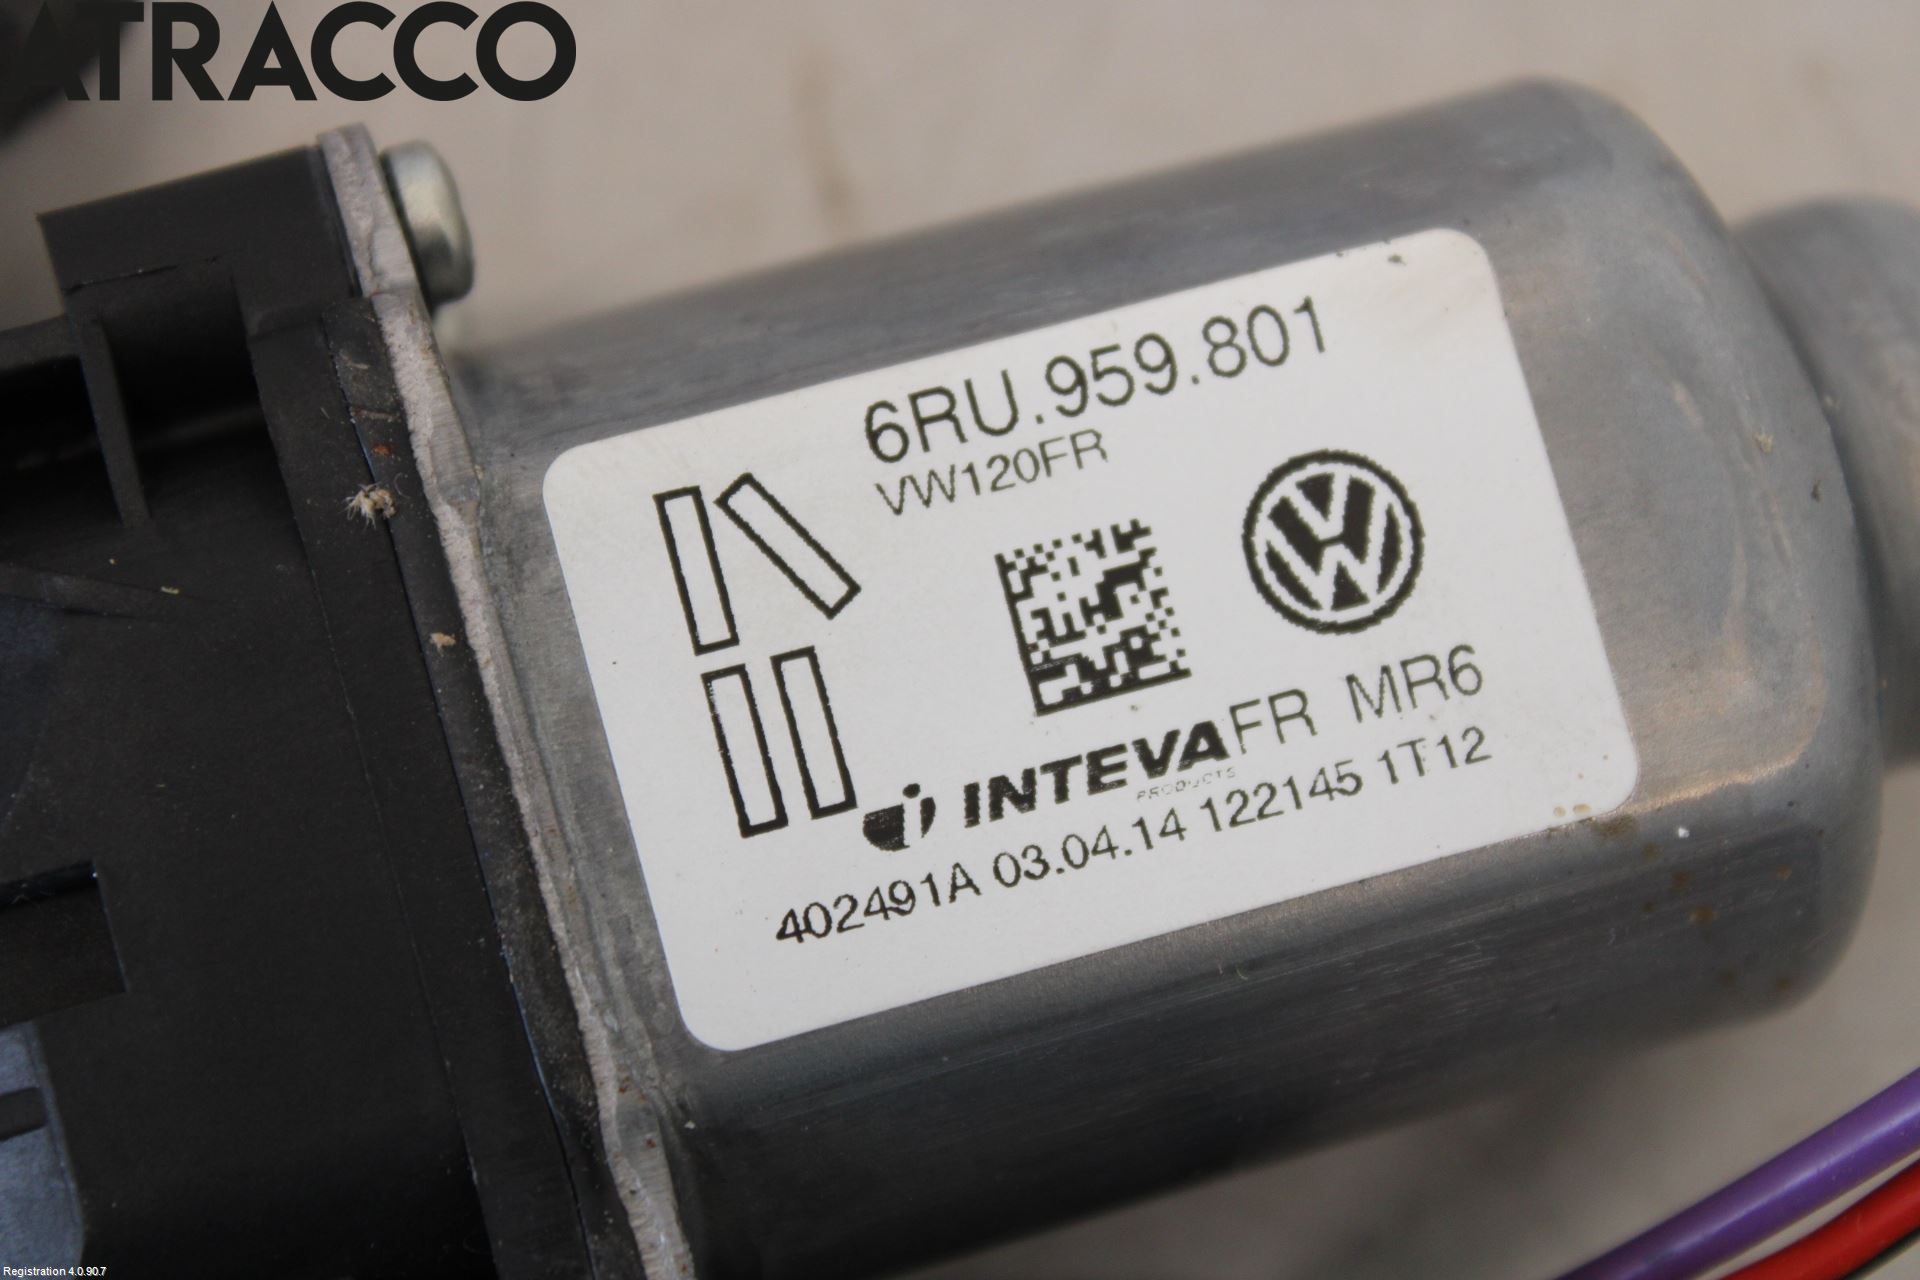 ATRACCO
6RU.959.801
VW120FR
INTEVA FR MR6
PRODUCTS
402491A 03.04.14 122145 1T12
Registration 4.0.90.7